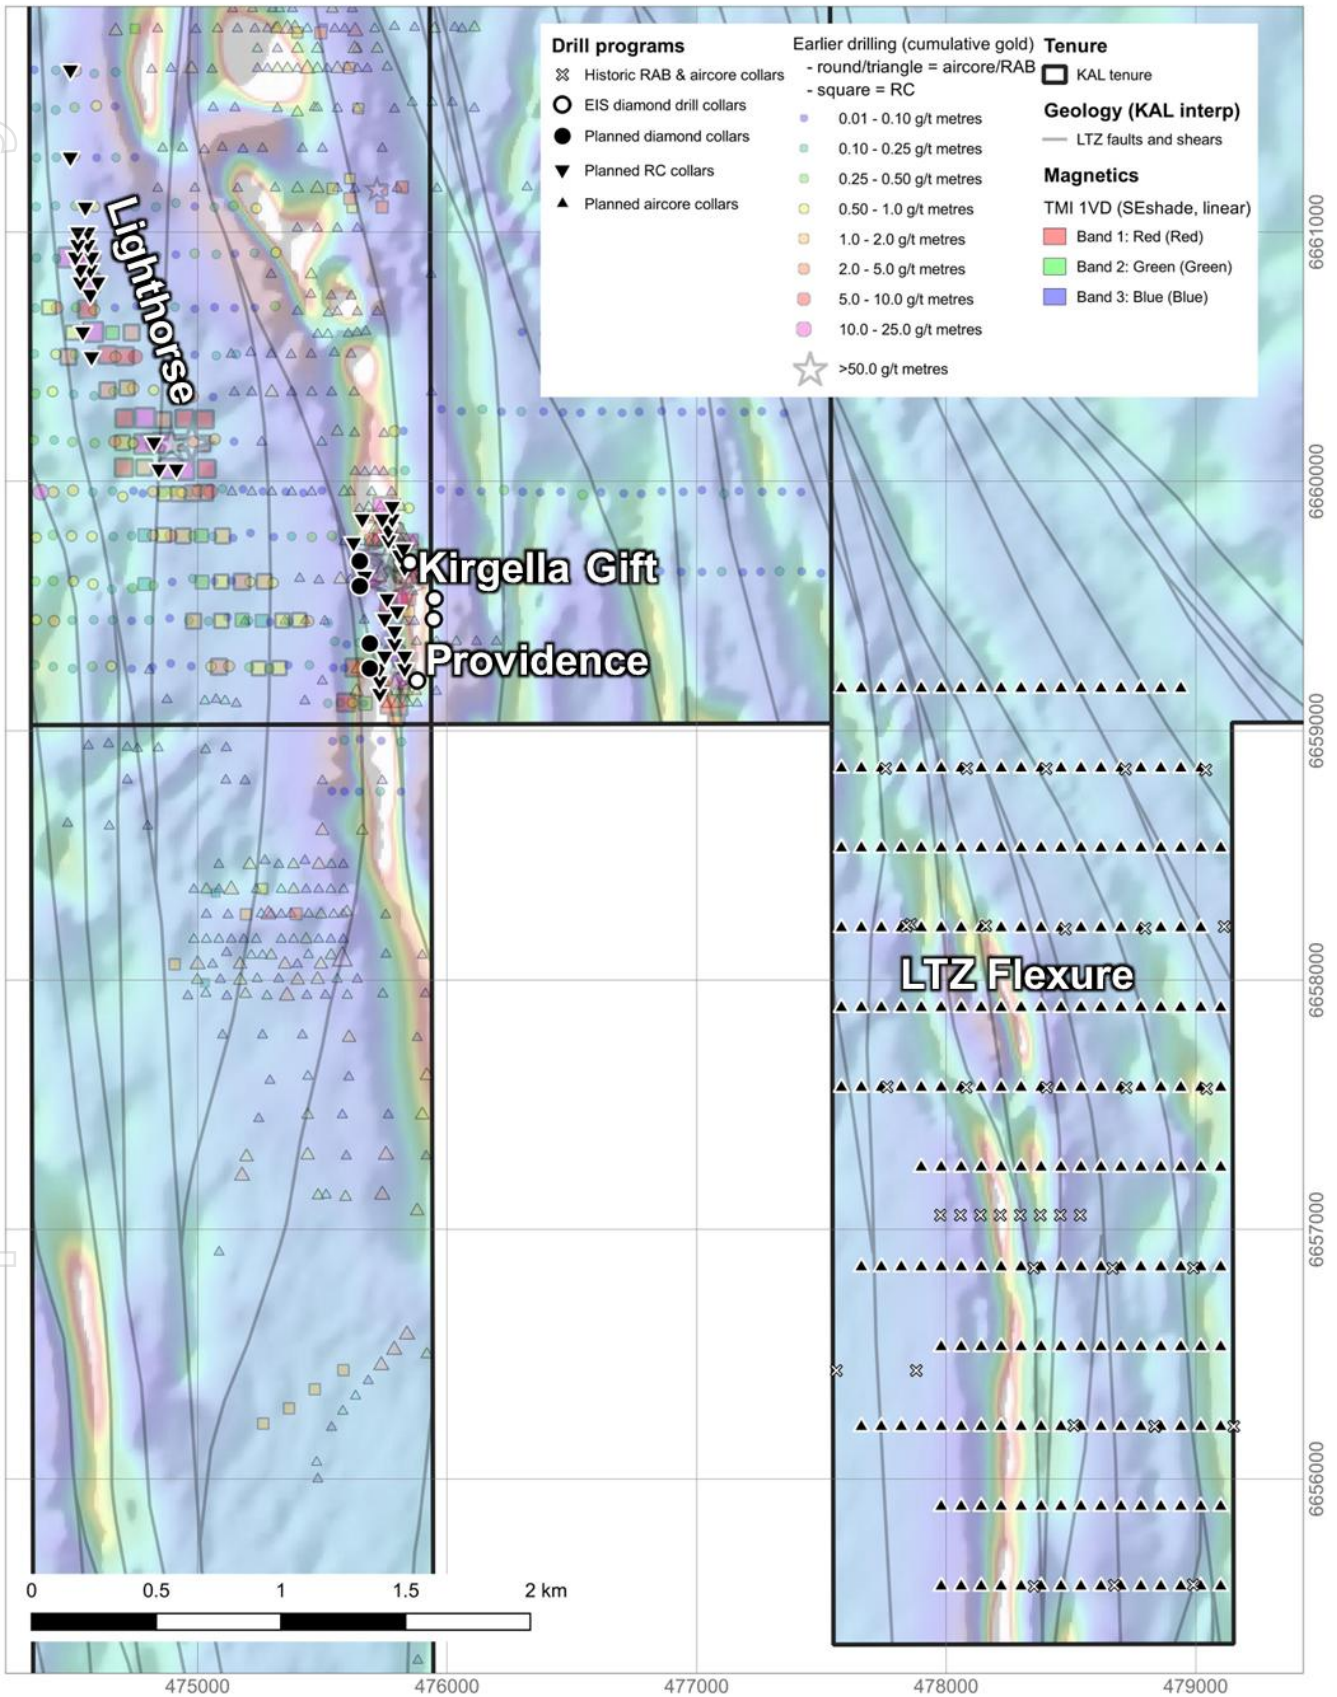 Drill programs
Historic RAB & aircore collars
EIS diamond drill collars
Planned diamond collars
Planned RC collars
Planned aircore collars
Earlier drilling (cumulative gold)
- round/triangle = aircore/RAB
- square = RC
0.01 - 0.10 g/t metres
0.10 - 0.25 g/t metres
0.25 - 0.50 g/t metres
0.50 - 1.0 g/t metres
1.0 - 2.0 g/t metres
2.0 - 5.0 g/t metres
5.0 - 10.0 g/t metres
10.0 - 25.0 g/t metres
>50.0 g/t metres
Tenure
KAL tenure
Geology (KAL interp)
LTZ faults and shears
Magnetics
TMI 1VD (SEshade, linear)
Band 1: Red (Red)
Band 2: Green (Green)
Band 3: Blue (Blue)
Lighthorse
Kirgella Gift
Providence
LTZ Flexure
6661000
6660000
6659000
6658000
6657000
6656000
0 0.5 1 1.5 2 km
475000 476000 477000 478000 479000